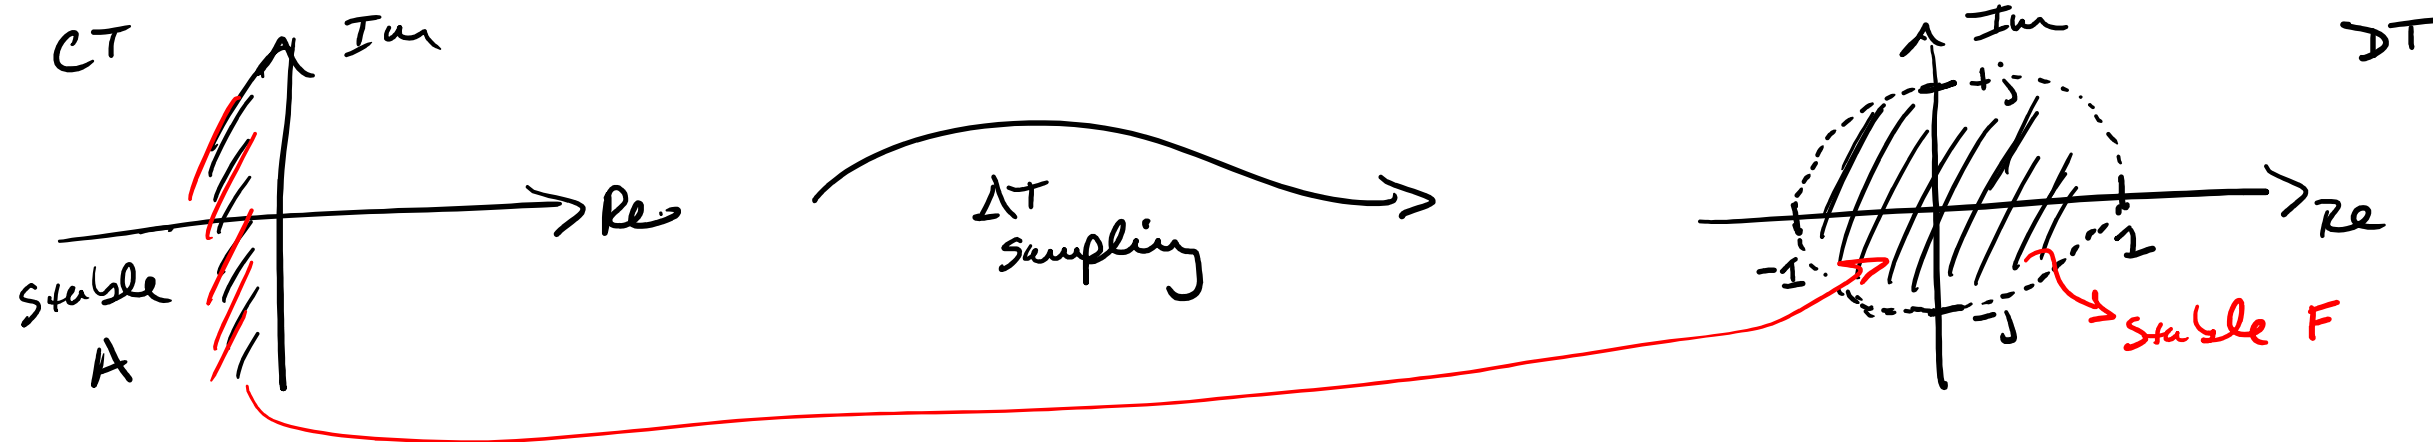 CT
Im
Re
stable
A
ΔT
sampling
Im
DT
+j
Re
-1
1
-j
stable F